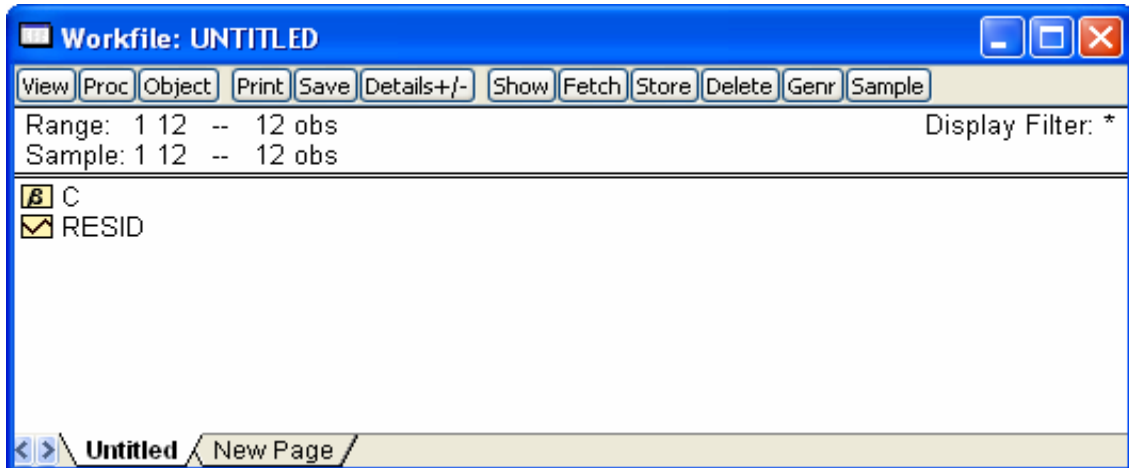 Workfile: UNTITLED
View Proc Object Print Save Details+/- Show Fetch Store Delete Genr Sample
Range: 1 12 -- 12 obs Display Filter: *
Sample: 1 12 -- 12 obs
β C
RESID
Untitled New Page